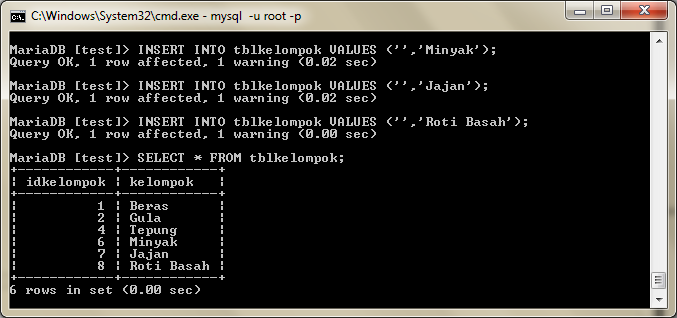 C:\Windows\System32\cmd.exe - mysql -u root -p
MariaDB [test]> INSERT INTO tblkelompok VALUES ('','Minyak');
Query OK, 1 row affected, 1 warning (0.02 sec)
MariaDB [test]> INSERT INTO tblkelompok VALUES ('','Jajan');
Query OK, 1 row affected, 1 warning (0.02 sec)
MariaDB [test]> INSERT INTO tblkelompok VALUES ('','Roti Basah');
Query OK, 1 row affected, 1 warning (0.00 sec)
MariaDB [test]> SELECT * FROM tblkelompok;
+------------+------------+
| idkelompok | kelompok   |
+------------+------------+
|          1 | Beras      |
|          2 | Gula       |
|          4 | Tepung     |
|          6 | Minyak     |
|          7 | Jajan      |
|          8 | Roti Basah |
+------------+------------+
6 rows in set (0.00 sec)